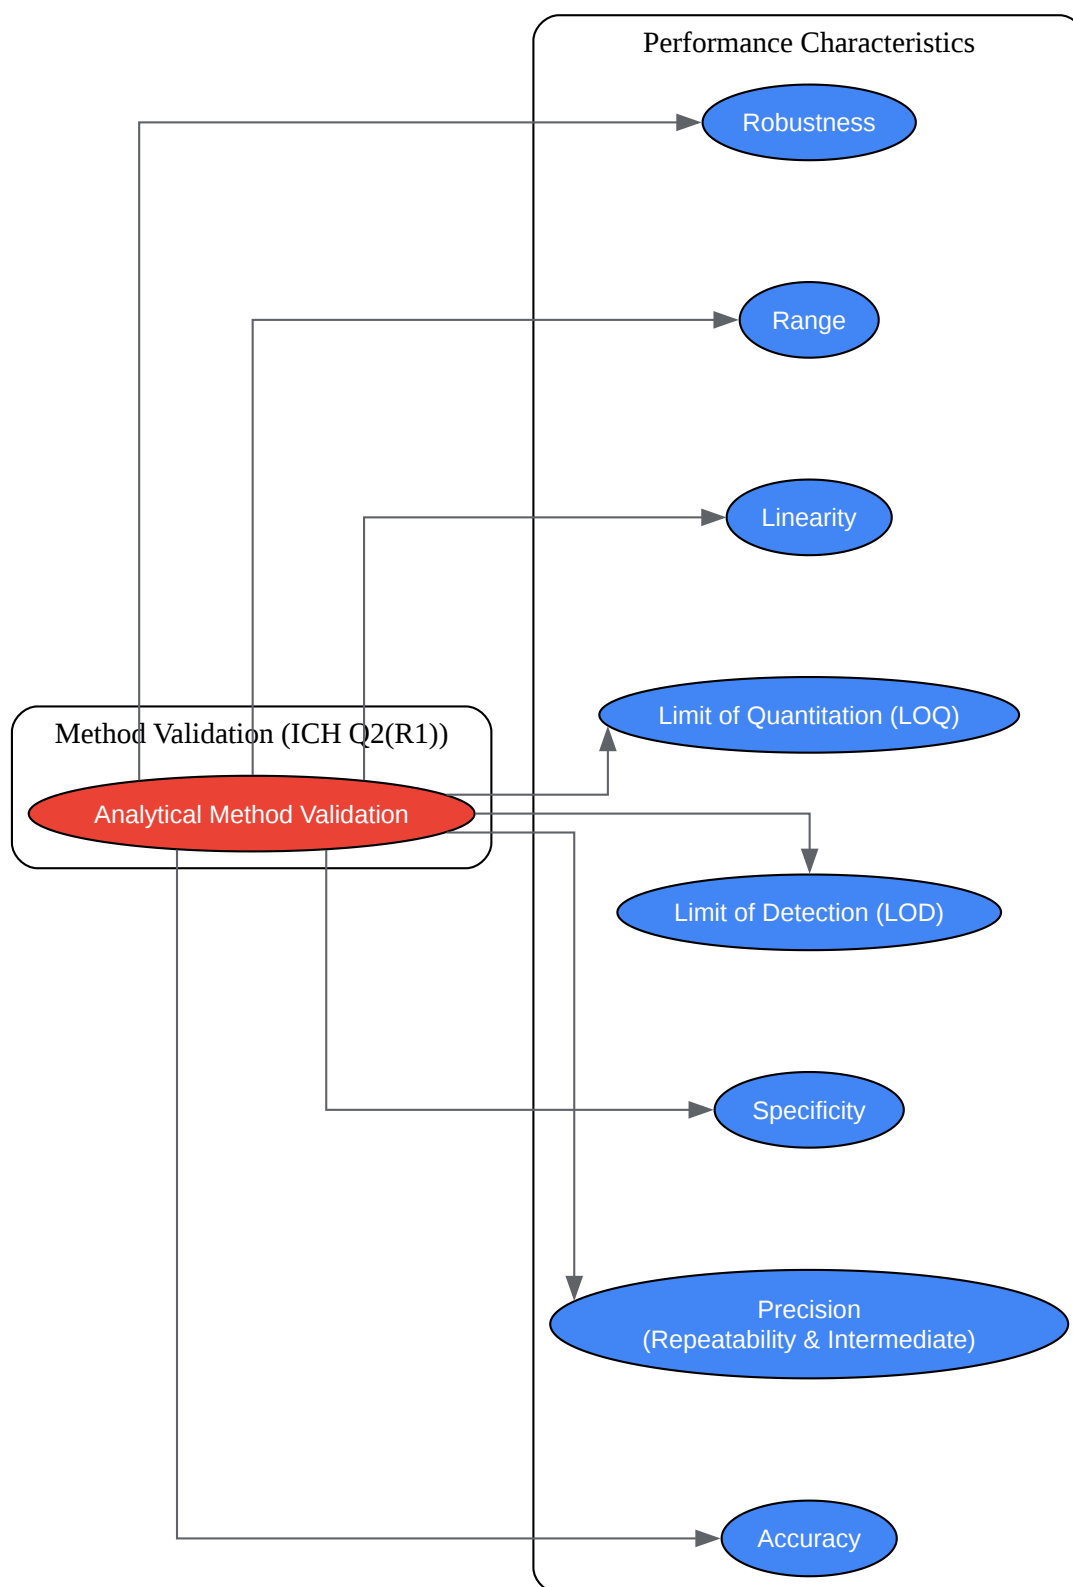 Performance Characteristics
Robustness
Range
Linearity
Limit of Quantitation (LOQ)
Method Validation (ICH Q2(R1))
Analytical Method Validation
Limit of Detection (LOD)
Specificity
Precision
(Repeatability & Intermediate)
Accuracy